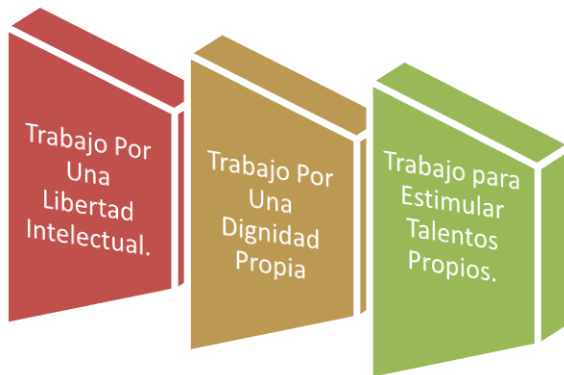 Trabajo Por
Una
Libertad
Intelectual.
Trabajo Por
Una
Dignidad
Propia
Trabajo para
Estimular
Talentos
Propios.